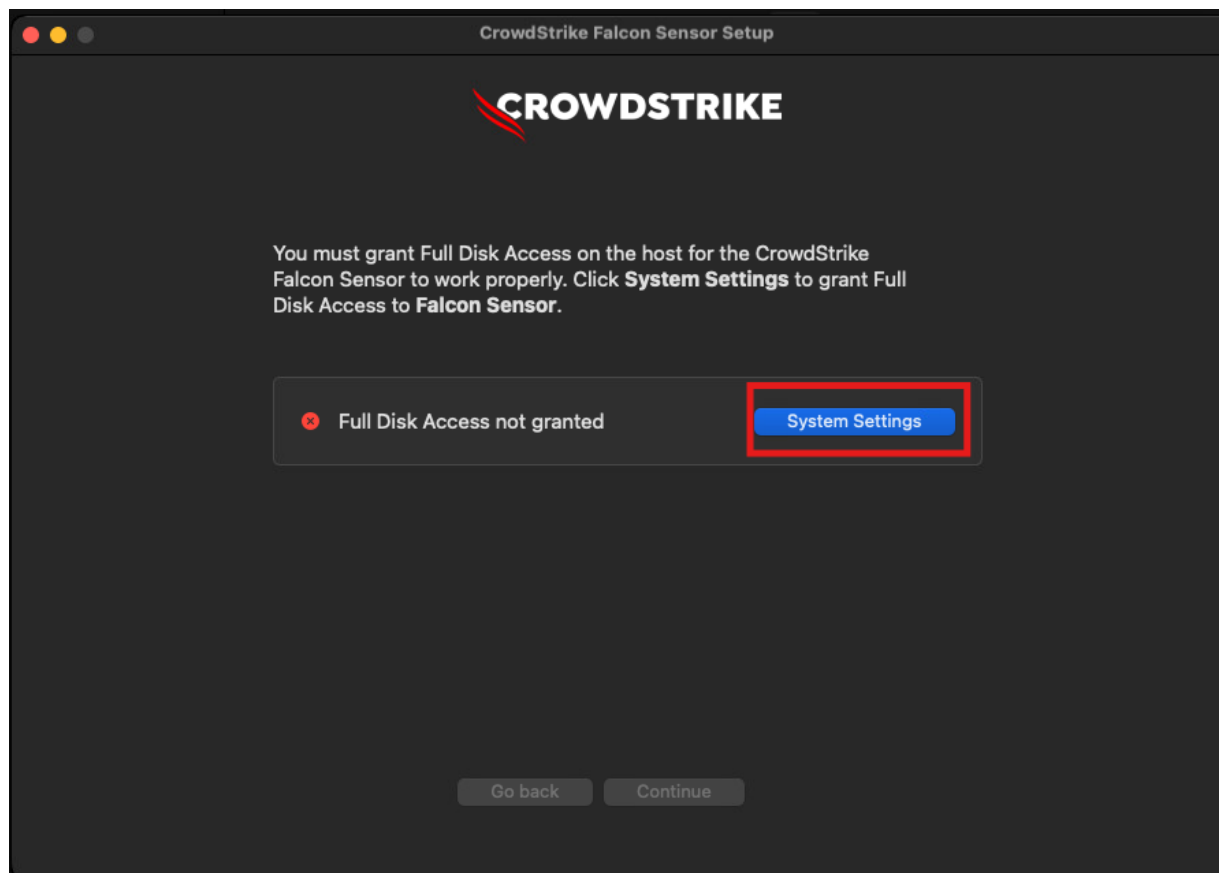 CrowdStrike Falcon Sensor Setup
CROWDSTRIKE
You must grant Full Disk Access on the host for the CrowdStrike
Falcon Sensor to work properly. Click System Settings to grant Full
Disk Access to Falcon Sensor.
Full Disk Access not granted
System Settings
Go back
Continue